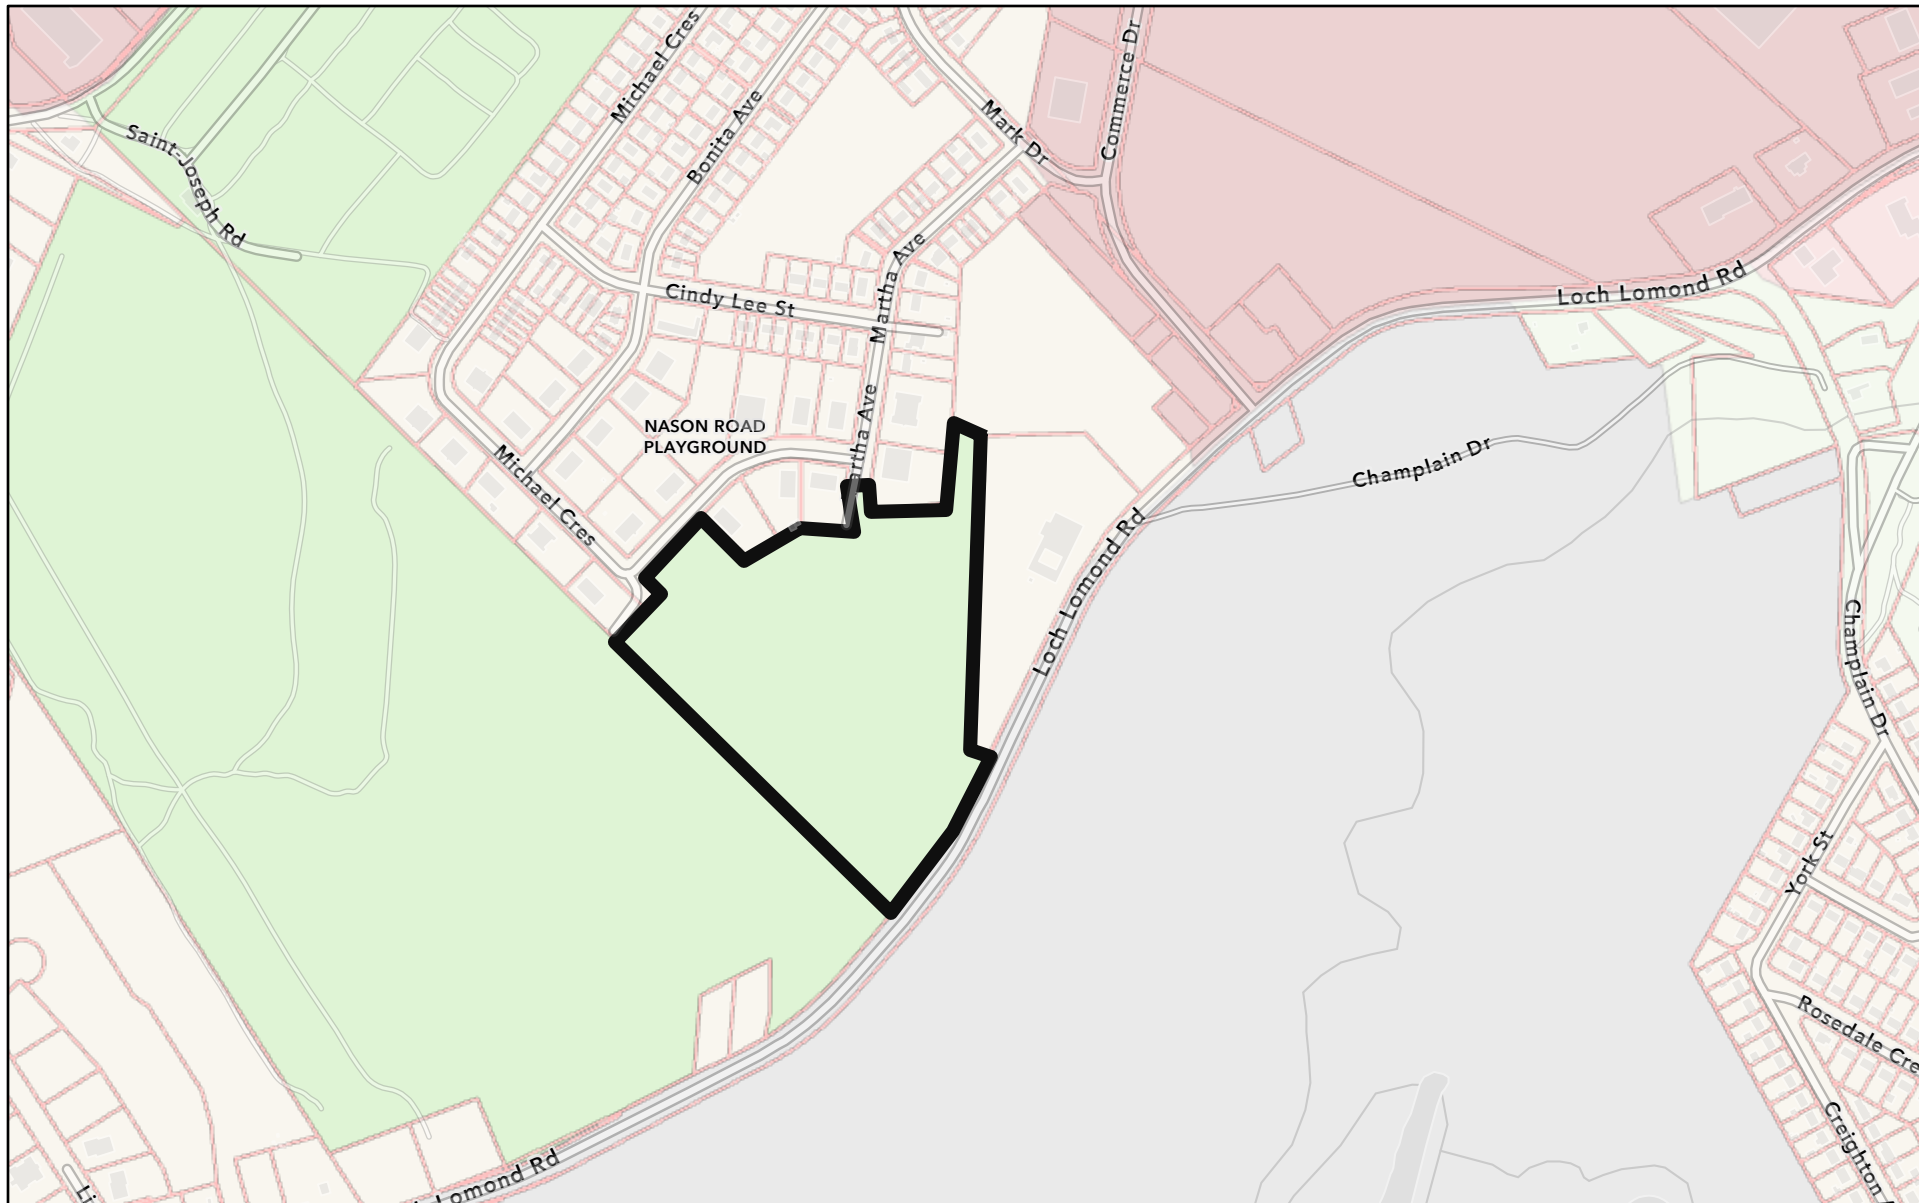 Michael Cres
Commerce Dr
Bonita Ave
Mark Dr
Saint-Joseph Rd
Martha Ave
Loch Lomond Rd
Cindy Lee St
Martha Ave
NASON ROAD
PLAYGROUND
Michael Cres
Champlain Dr
Loch Lomond Rd
Champlain Dr
York St
Rosedale Cre
Creighton A
Lomond Rd
Li